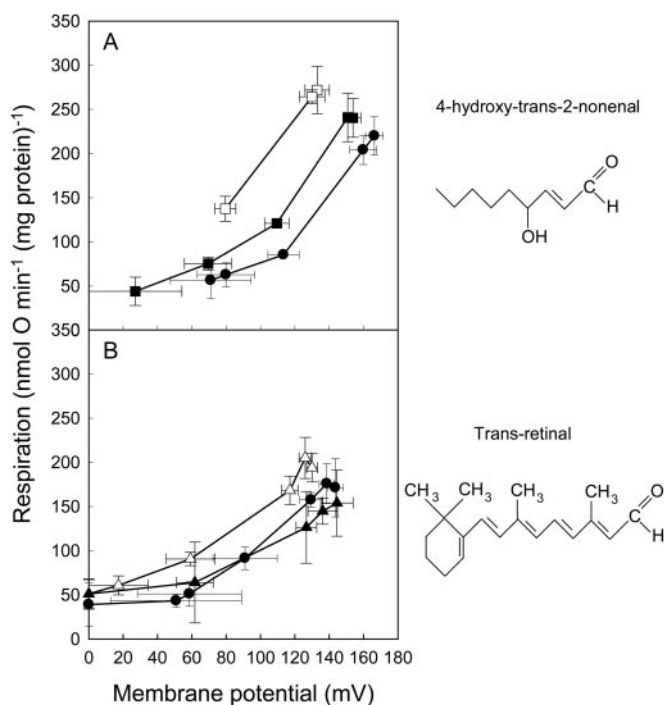 A
350
300
250
200
150
100
50
350
B
300
250
200
150
100
50
0
0 20 40 60 80 100 120 140 160 180
Respiration (nmol O min⁻¹ (mg protein)⁻¹)
Membrane potential (mV)
4-hydroxy-trans-2-nonenal
O
H
OH
Trans-retinal
CH₃ CH₃ CH₃ CH₃ O
H